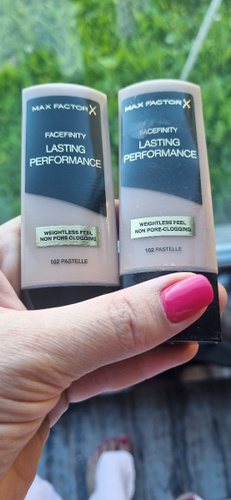 MAX FACTOR X
FACEFINITY
LASTING
PERFORMANCE
WEIGHTLESS FEEL
NON PORE-CLOGGING
102 PASTELLE
MAX FACTOR X
FACEFINITY
LASTING
PERFORMANCE
WEIGHTLESS FEEL
NON PORE-CLOGGING
102 PASTELLE